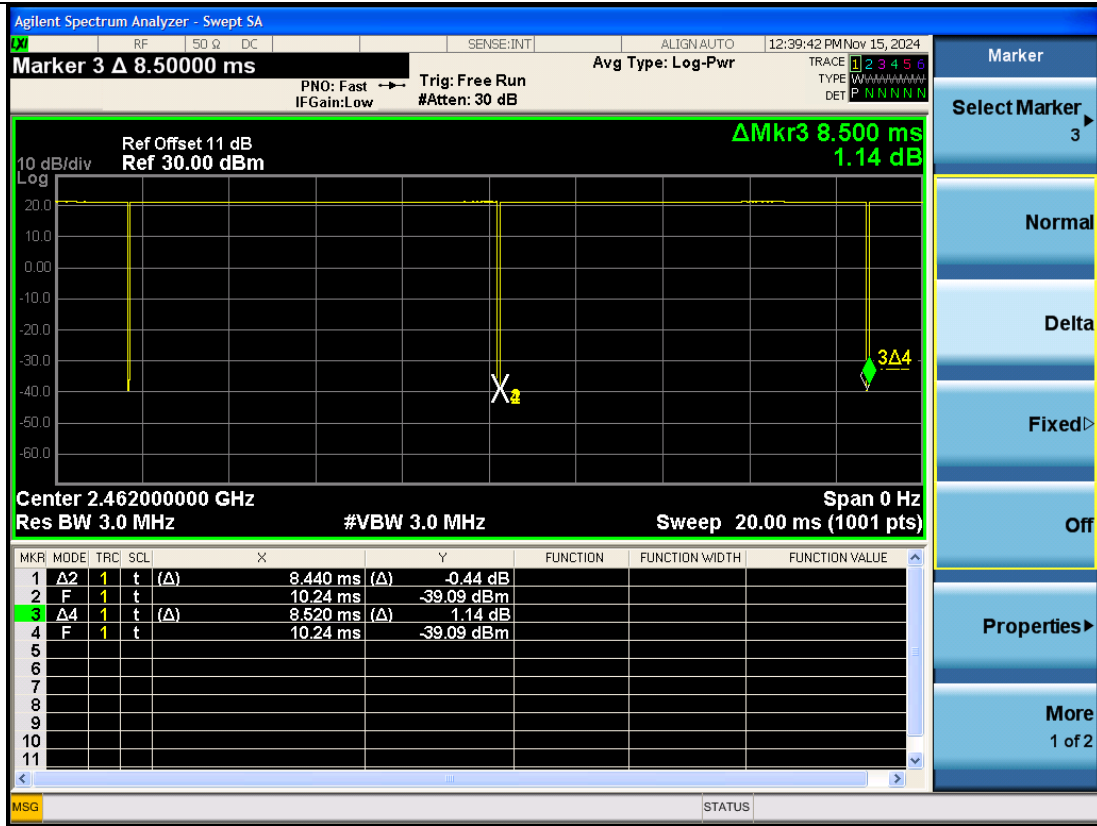 Agilent Spectrum Analyzer - Swept SA
LXI RF 50 Ω DC SENSE:INT ALIGN AUTO 12:39:42 PM Nov 15, 2024
Marker 3 Δ 8.50000 ms
PNO: Fast
IFGain:Low
Trig: Free Run
#Atten: 30 dB
Avg Type: Log-Pwr
TRACE 1 2 3 4 5 6
TYPE
DET P N N N N N
Marker
Select Marker
3
Normal
Delta
Fixed
Off
Properties
More
1 of 2
ΔMkr3 8.500 ms
1.14 dB
Ref Offset 11 dB
10 dB/div Ref 30.00 dBm
Log
20.0
10.0
0.00
-10.0
-20.0
-30.0
-40.0
-50.0
-60.0
3Δ4
Center 2.462000000 GHz Span 0 Hz
Res BW 3.0 MHz #VBW 3.0 MHz Sweep 20.00 ms (1001 pts)
MKR MODE TRC SCL X Y FUNCTION FUNCTION WIDTH FUNCTION VALUE
1 Δ2 1 t (Δ) 8.440 ms (Δ) -0.44 dB
2 F 1 t 10.24 ms -39.09 dBm
3 Δ4 1 t (Δ) 8.520 ms (Δ) 1.14 dB
4 F 1 t 10.24 ms -39.09 dBm
5
6
7
8
9
10
11
MSG STATUS